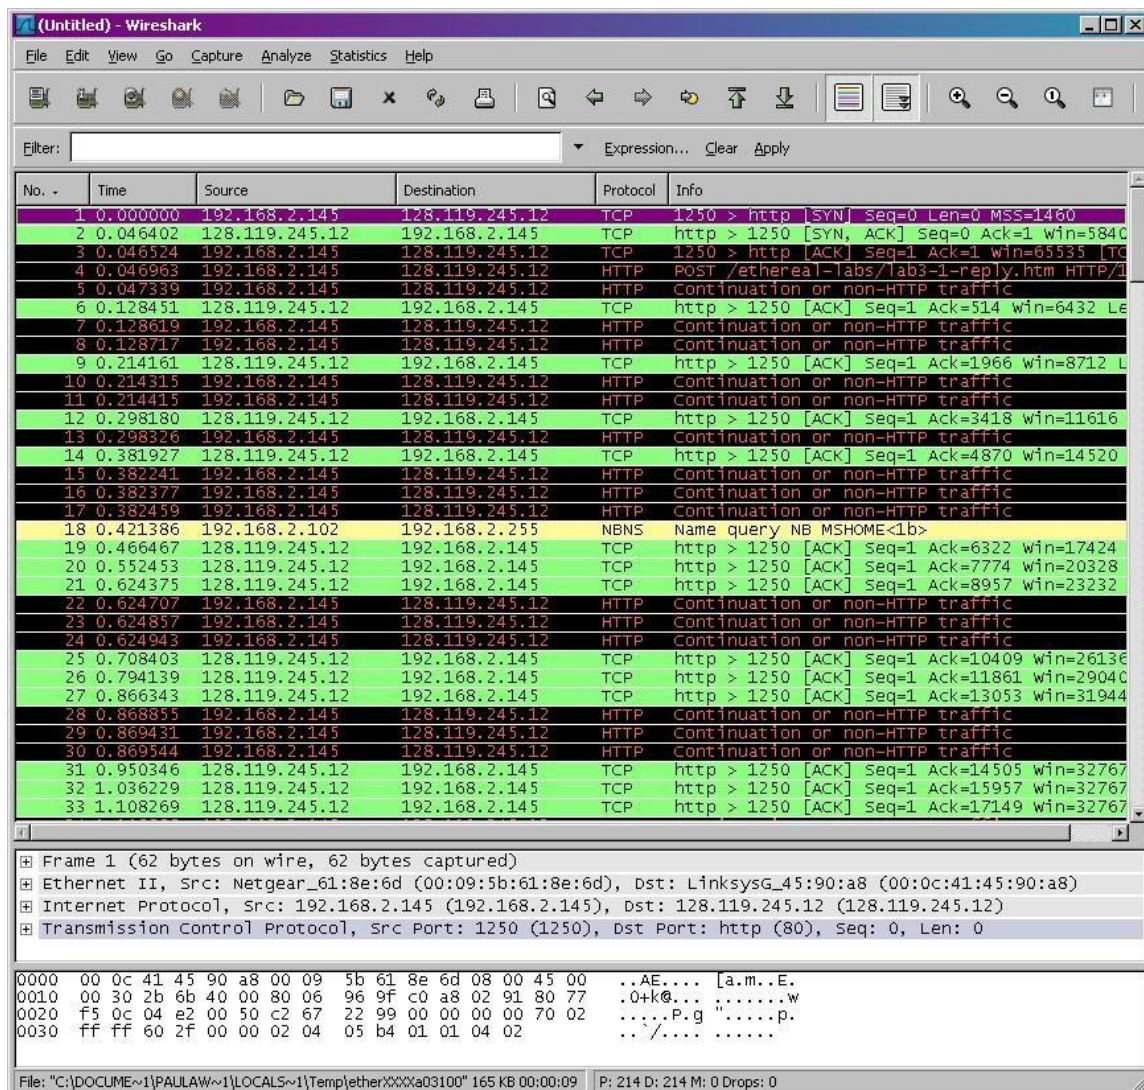 (Untitled) - Wireshark
File Edit View Go Capture Analyze Statistics Help
Filter: Expression... Clear Apply
No. Time Source Destination Protocol Info
1 0.000000 192.168.2.145 128.119.245.12 TCP 1250 > http [SYN] Seq=0 Len=0 MSS=1460
2 0.046402 128.119.245.12 192.168.2.145 TCP http > 1250 [SYN, ACK] Seq=0 Ack=1 Win=5840
3 0.046524 192.168.2.145 128.119.245.12 TCP 1250 > http [ACK] Seq=1 Ack=1 Win=65535 [TC
4 0.046963 192.168.2.145 128.119.245.12 HTTP POST /ethereal-labs/lab3-1-reply.htm HTTP/1
5 0.047339 192.168.2.145 128.119.245.12 HTTP Continuation or non-HTTP traffic
6 0.128451 128.119.245.12 192.168.2.145 TCP http > 1250 [ACK] Seq=1 Ack=514 Win=6432 Le
7 0.128619 192.168.2.145 128.119.245.12 HTTP Continuation or non-HTTP traffic
8 0.128717 192.168.2.145 128.119.245.12 HTTP Continuation or non-HTTP traffic
9 0.214161 128.119.245.12 192.168.2.145 TCP http > 1250 [ACK] Seq=1 Ack=1966 Win=8712 L
10 0.214315 192.168.2.145 128.119.245.12 HTTP Continuation or non-HTTP traffic
11 0.214415 192.168.2.145 128.119.245.12 HTTP Continuation or non-HTTP traffic
12 0.298180 128.119.245.12 192.168.2.145 TCP http > 1250 [ACK] Seq=1 Ack=3418 Win=11616
13 0.298326 192.168.2.145 128.119.245.12 HTTP Continuation or non-HTTP traffic
14 0.381927 128.119.245.12 192.168.2.145 TCP http > 1250 [ACK] Seq=1 Ack=4870 Win=14520
15 0.382241 192.168.2.145 128.119.245.12 HTTP Continuation or non-HTTP traffic
16 0.382377 192.168.2.145 128.119.245.12 HTTP Continuation or non-HTTP traffic
17 0.382459 192.168.2.145 128.119.245.12 HTTP Continuation or non-HTTP traffic
18 0.421386 192.168.2.102 192.168.2.255 NBNS Name query NB MSHOME<1b>
19 0.466467 128.119.245.12 192.168.2.145 TCP http > 1250 [ACK] Seq=1 Ack=6322 Win=17424
20 0.552453 128.119.245.12 192.168.2.145 TCP http > 1250 [ACK] Seq=1 Ack=7774 Win=20328
21 0.624375 128.119.245.12 192.168.2.145 TCP http > 1250 [ACK] Seq=1 Ack=8957 Win=23232
22 0.624707 192.168.2.145 128.119.245.12 HTTP Continuation or non-HTTP traffic
23 0.624857 192.168.2.145 128.119.245.12 HTTP Continuation or non-HTTP traffic
24 0.624943 192.168.2.145 128.119.245.12 HTTP Continuation or non-HTTP traffic
25 0.708403 128.119.245.12 192.168.2.145 TCP http > 1250 [ACK] Seq=1 Ack=10409 Win=26136
26 0.794139 128.119.245.12 192.168.2.145 TCP http > 1250 [ACK] Seq=1 Ack=11861 Win=29040
27 0.866343 128.119.245.12 192.168.2.145 TCP http > 1250 [ACK] Seq=1 Ack=13053 Win=31944
28 0.868855 192.168.2.145 128.119.245.12 HTTP Continuation or non-HTTP traffic
29 0.869431 192.168.2.145 128.119.245.12 HTTP Continuation or non-HTTP traffic
30 0.869544 192.168.2.145 128.119.245.12 HTTP Continuation or non-HTTP traffic
31 0.950346 128.119.245.12 192.168.2.145 TCP http > 1250 [ACK] Seq=1 Ack=14505 Win=32767
32 1.036229 128.119.245.12 192.168.2.145 TCP http > 1250 [ACK] Seq=1 Ack=15957 Win=32767
33 1.108269 128.119.245.12 192.168.2.145 TCP http > 1250 [ACK] Seq=1 Ack=17149 Win=32767
Frame 1 (62 bytes on wire, 62 bytes captured)
Ethernet II, Src: Netgear_61:8e:6d (00:09:5b:61:8e:6d), Dst: LinksysG_45:90:a8 (00:0c:41:45:90:a8)
Internet Protocol, Src: 192.168.2.145 (192.168.2.145), Dst: 128.119.245.12 (128.119.245.12)
Transmission Control Protocol, Src Port: 1250 (1250), Dst Port: http (80), Seq: 0, Len: 0
0000 00 0c 41 45 90 a8 00 09 5b 61 8e 6d 08 00 45 00 ..AE.... [a.m..E.
0010 00 30 2b 6b 40 00 80 06 96 9f c0 a8 02 91 80 77 .0+k@... .......w
0020 f5 0c 04 e2 00 50 c2 67 22 99 00 00 00 00 70 02 .....P.g ".....p.
0030 ff ff 60 2f 00 00 02 04 05 b4 01 01 04 02 ..`/.... ......
File: "C:\DOCUME~1\PAULAW~1\LOCALS~1\Temp\etherXXXXa03100" 165 KB 00:00:09 P: 214 D: 214 M: 0 Drops: 0